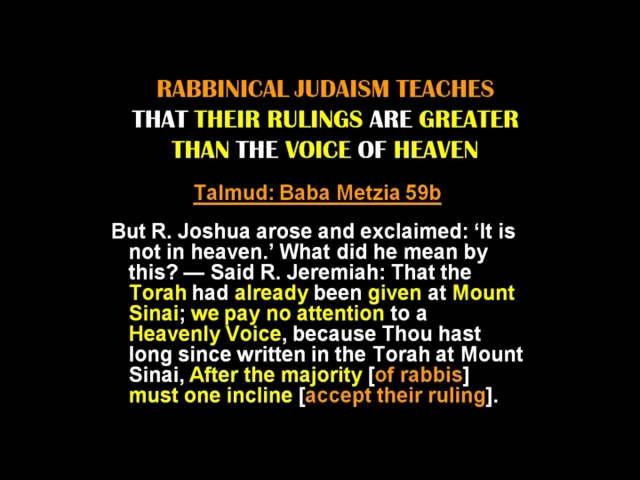 RABBINICAL JUDAISM TEACHES
THAT THEIR RULINGS ARE GREATER
THAN THE VOICE OF HEAVEN
Talmud: Baba Metzia 59b
But R. Joshua arose and exclaimed: ‘It is
not in heaven.’ What did he mean by
this? — Said R. Jeremiah: That the
Torah had already been given at Mount
Sinai; we pay no attention to a
Heavenly Voice, because Thou hast
long since written in the Torah at Mount
Sinai, After the majority [of rabbis]
must one incline [accept their ruling].